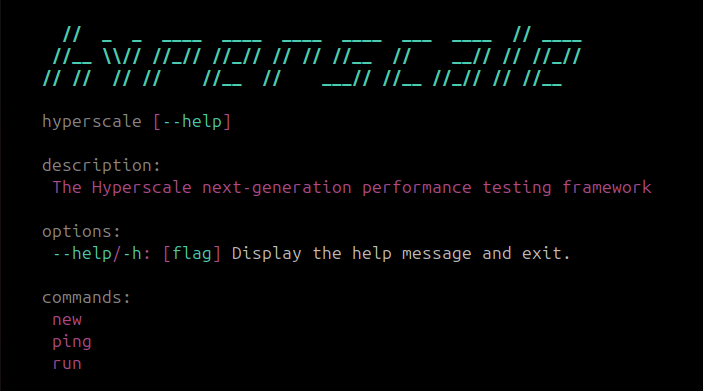 hyperscale
hyperscale [--help]
description:
The Hyperscale next-generation performance testing framework
options:
--help/-h: [flag] Display the help message and exit.
commands:
new
ping
run